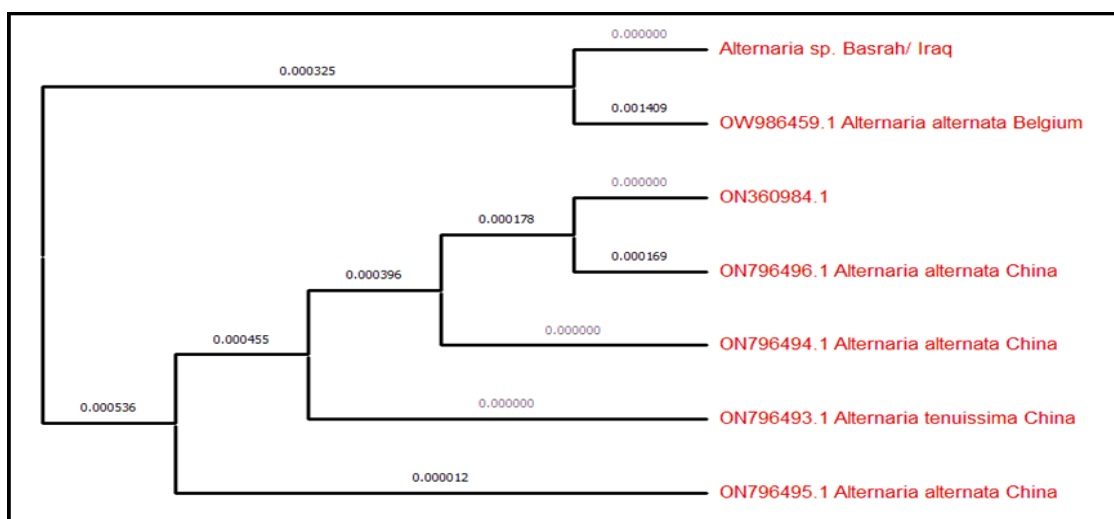 0.000000
Alternaria sp. Basrah/ Iraq
0.000325
0.001409
OW986459.1 Alternaria alternata Belgium
0.000000
ON360984.1
0.000178
0.000169
ON796496.1 Alternaria alternata China
0.000396
0.000000
ON796494.1 Alternaria alternata China
0.000455
0.000000
ON796493.1 Alternaria tenuissima China
0.000536
0.000012
ON796495.1 Alternaria alternata China